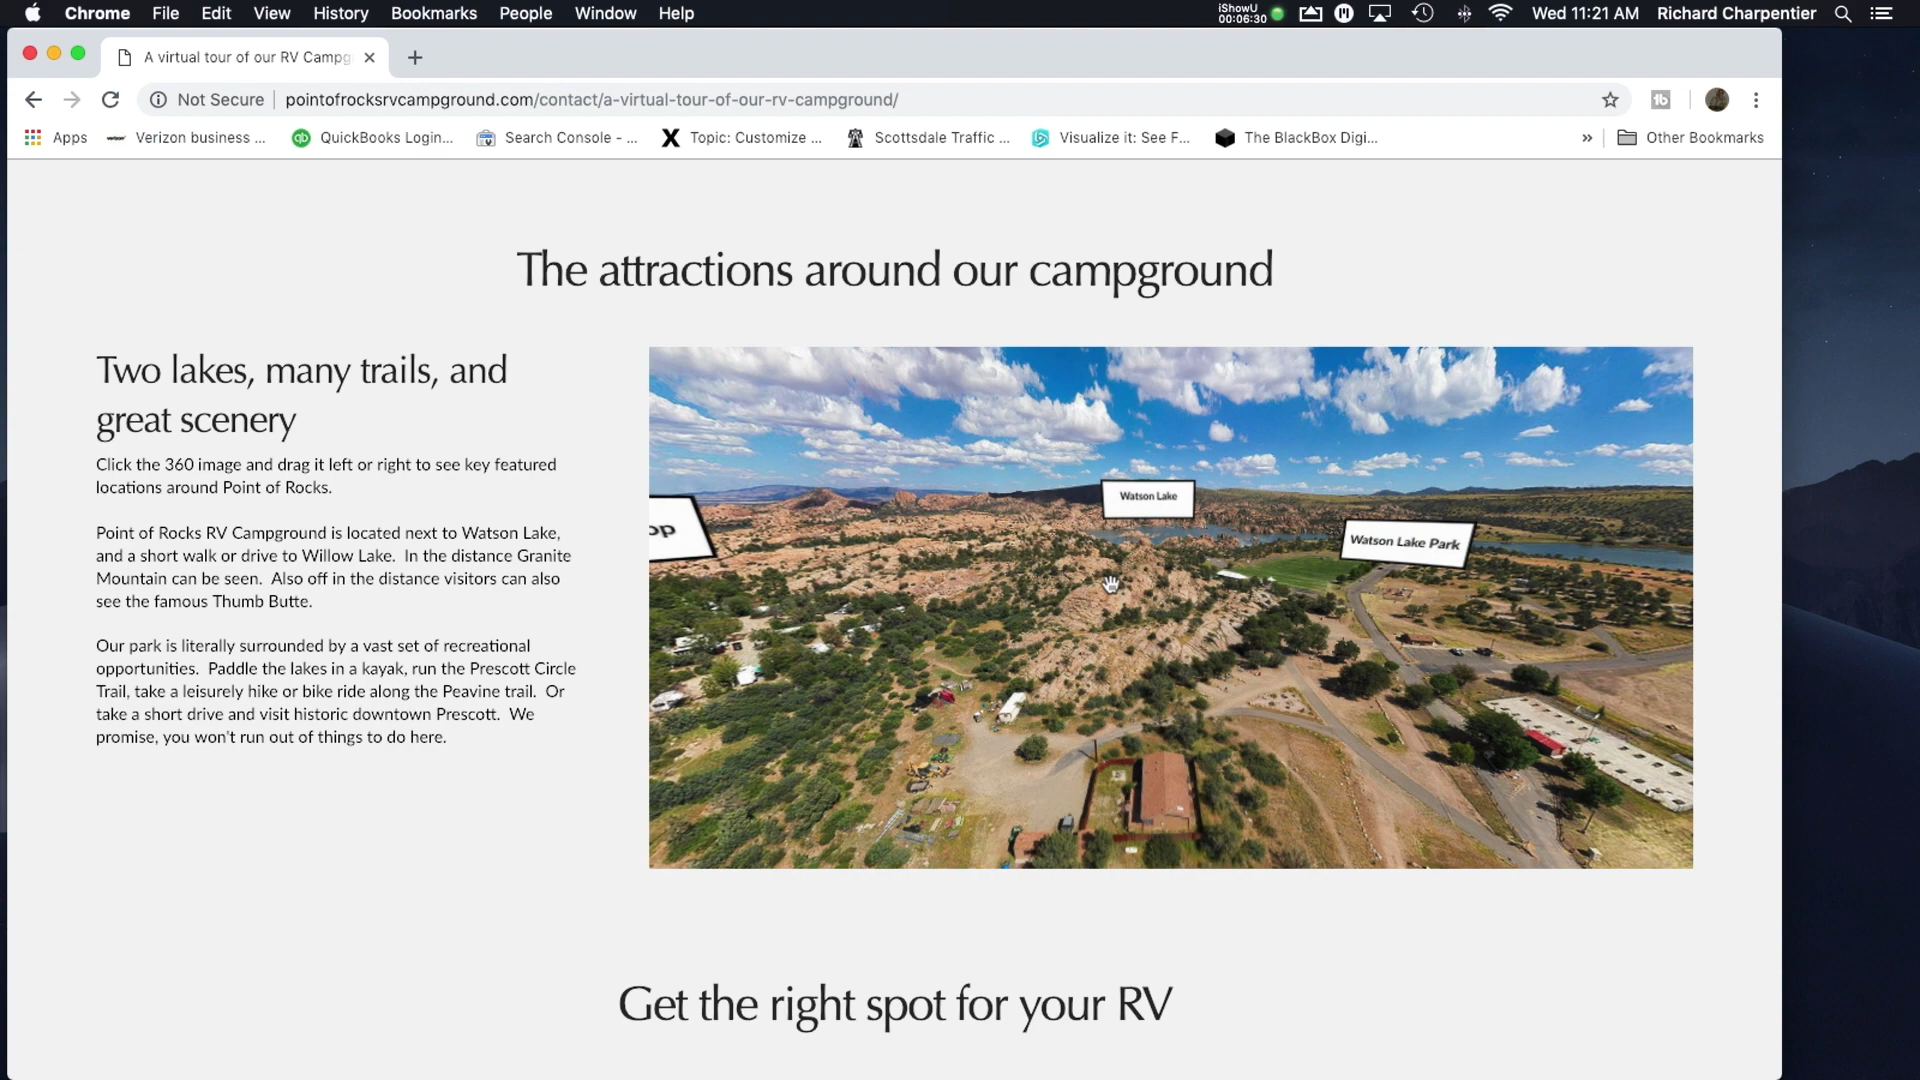 Chrome File Edit View History Bookmarks People Window Help iShowU 00:06:30 Wed 11:21 AM Richard Charpentier
A virtual tour of our RV Campg
Not Secure pointofrocksrvcampground.com/contact/a-virtual-tour-of-our-rv-campground/
Apps Verizon business ... QuickBooks Login... Search Console - ... Topic: Customize ... Scottsdale Traffic ... Visualize it: See F... The BlackBox Digi... » Other Bookmarks
The attractions around our campground
Two lakes, many trails, and
great scenery
Click the 360 image and drag it left or right to see key featured
locations around Point of Rocks.
Point of Rocks RV Campground is located next to Watson Lake,
and a short walk or drive to Willow Lake. In the distance Granite
Mountain can be seen. Also off in the distance visitors can also
see the famous Thumb Butte.
Our park is literally surrounded by a vast set of recreational
opportunities. Paddle the lakes in a kayak, run the Prescott Circle
Trail, take a leisurely hike or bike ride along the Peavine trail. Or
take a short drive and visit historic downtown Prescott. We
promise, you won't run out of things to do here.
op
Watson Lake
Watson Lake Park
Get the right spot for your RV